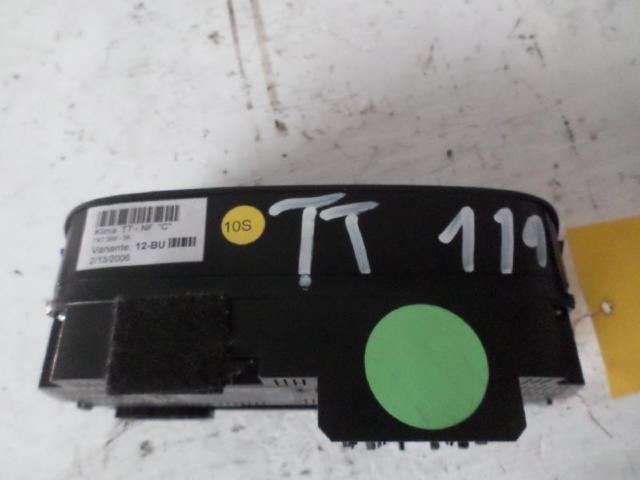 Klima TT - NF "C"
Variante: 12-BU
2/13/2006
10S
TT 119